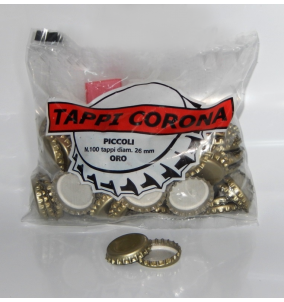 TAPPI CORONA
PICCOLI
N.100 tappi diam. 26 mm
ORO